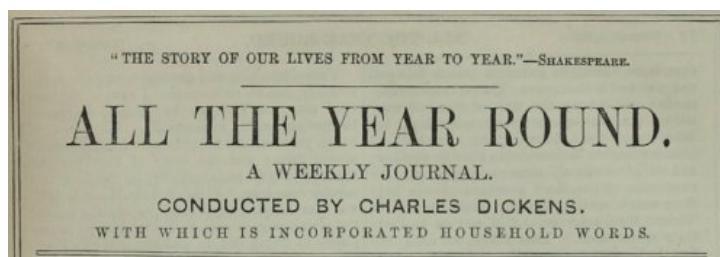 "THE STORY OF OUR LIVES FROM YEAR TO YEAR."—SHAKESPEARE.
ALL THE YEAR ROUND.
A WEEKLY JOURNAL.
CONDUCTED BY CHARLES DICKENS.
WITH WHICH IS INCORPORATED HOUSEHOLD WORDS.